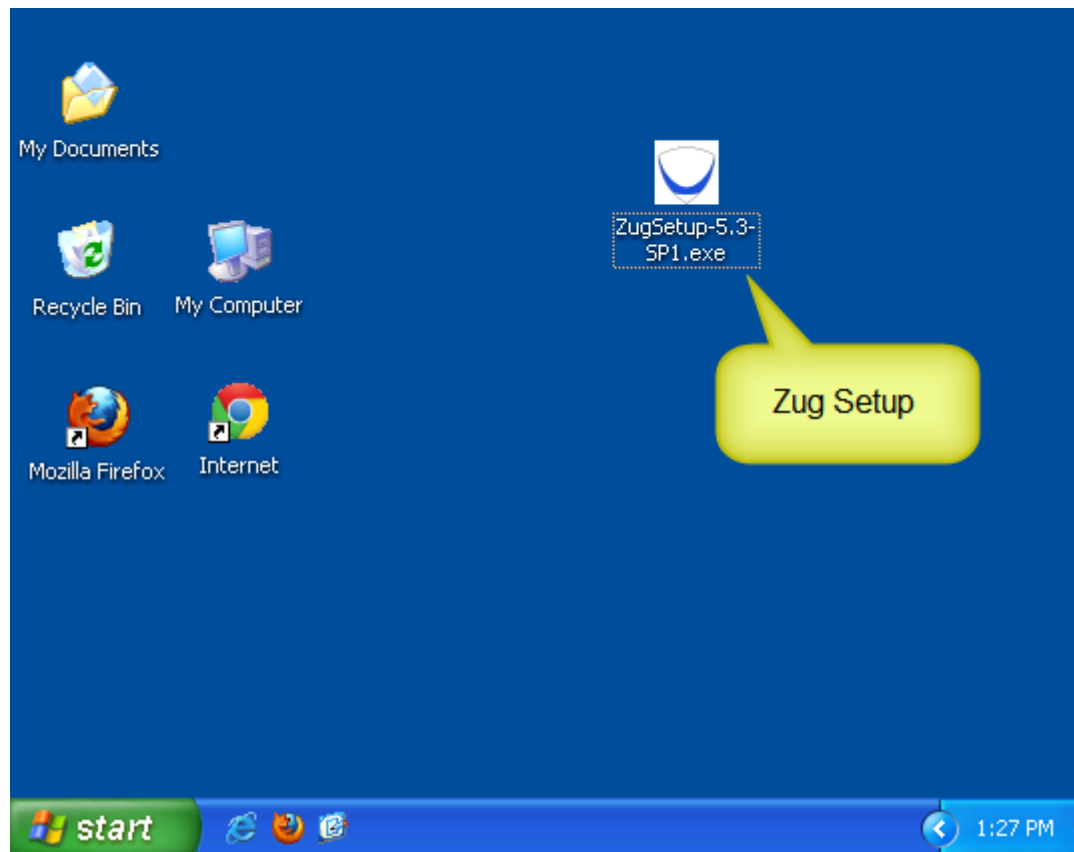 My Documents
ZugSetup-5.3-
SP1.exe
Recycle Bin
My Computer
Zug Setup
Mozilla Firefox
Internet
start
1:27 PM